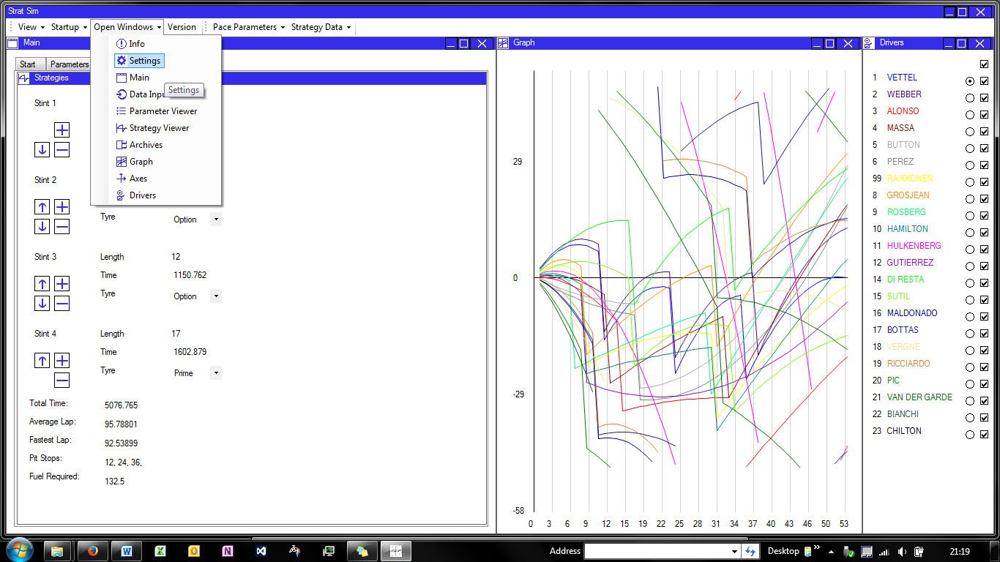 Strat Sim
View Startup Open Windows Version Pace Parameters Strategy Data
Main
Start Parameters
Strategies
Info
Settings
Main
Data Inpu
Settings
Parameter Viewer
Strategy Viewer
Archives
Graph
Axes
Drivers
Stint 1
Stint 2
Tyre Option
Stint 3 Length 12
Time 1150.762
Tyre Option
Stint 4 Length 17
Time 1602.879
Tyre Prime
Total Time: 5076.765
Average Lap: 95.78801
Fastest Lap: 92.53899
Pit Stops: 12, 24, 36,
Fuel Required: 132.5
Graph
29
0
-29
-58
0 3 6 9 12 15 19 22 25 28 31 34 37 40 43 46 50 53
Drivers
1 VETTEL
2 WEBBER
3 ALONSO
4 MASSA
5 BUTTON
6 PEREZ
99 RAIKKONEN
8 GROSJEAN
9 ROSBERG
10 HAMILTON
11 HULKENBERG
12 GUTIERREZ
14 DI RESTA
15 SUTIL
16 MALDONADO
17 BOTTAS
18 VERGNE
19 RICCIARDO
20 PIC
21 VAN DER GARDE
22 BIANCHI
23 CHILTON
Address Desktop 21:19